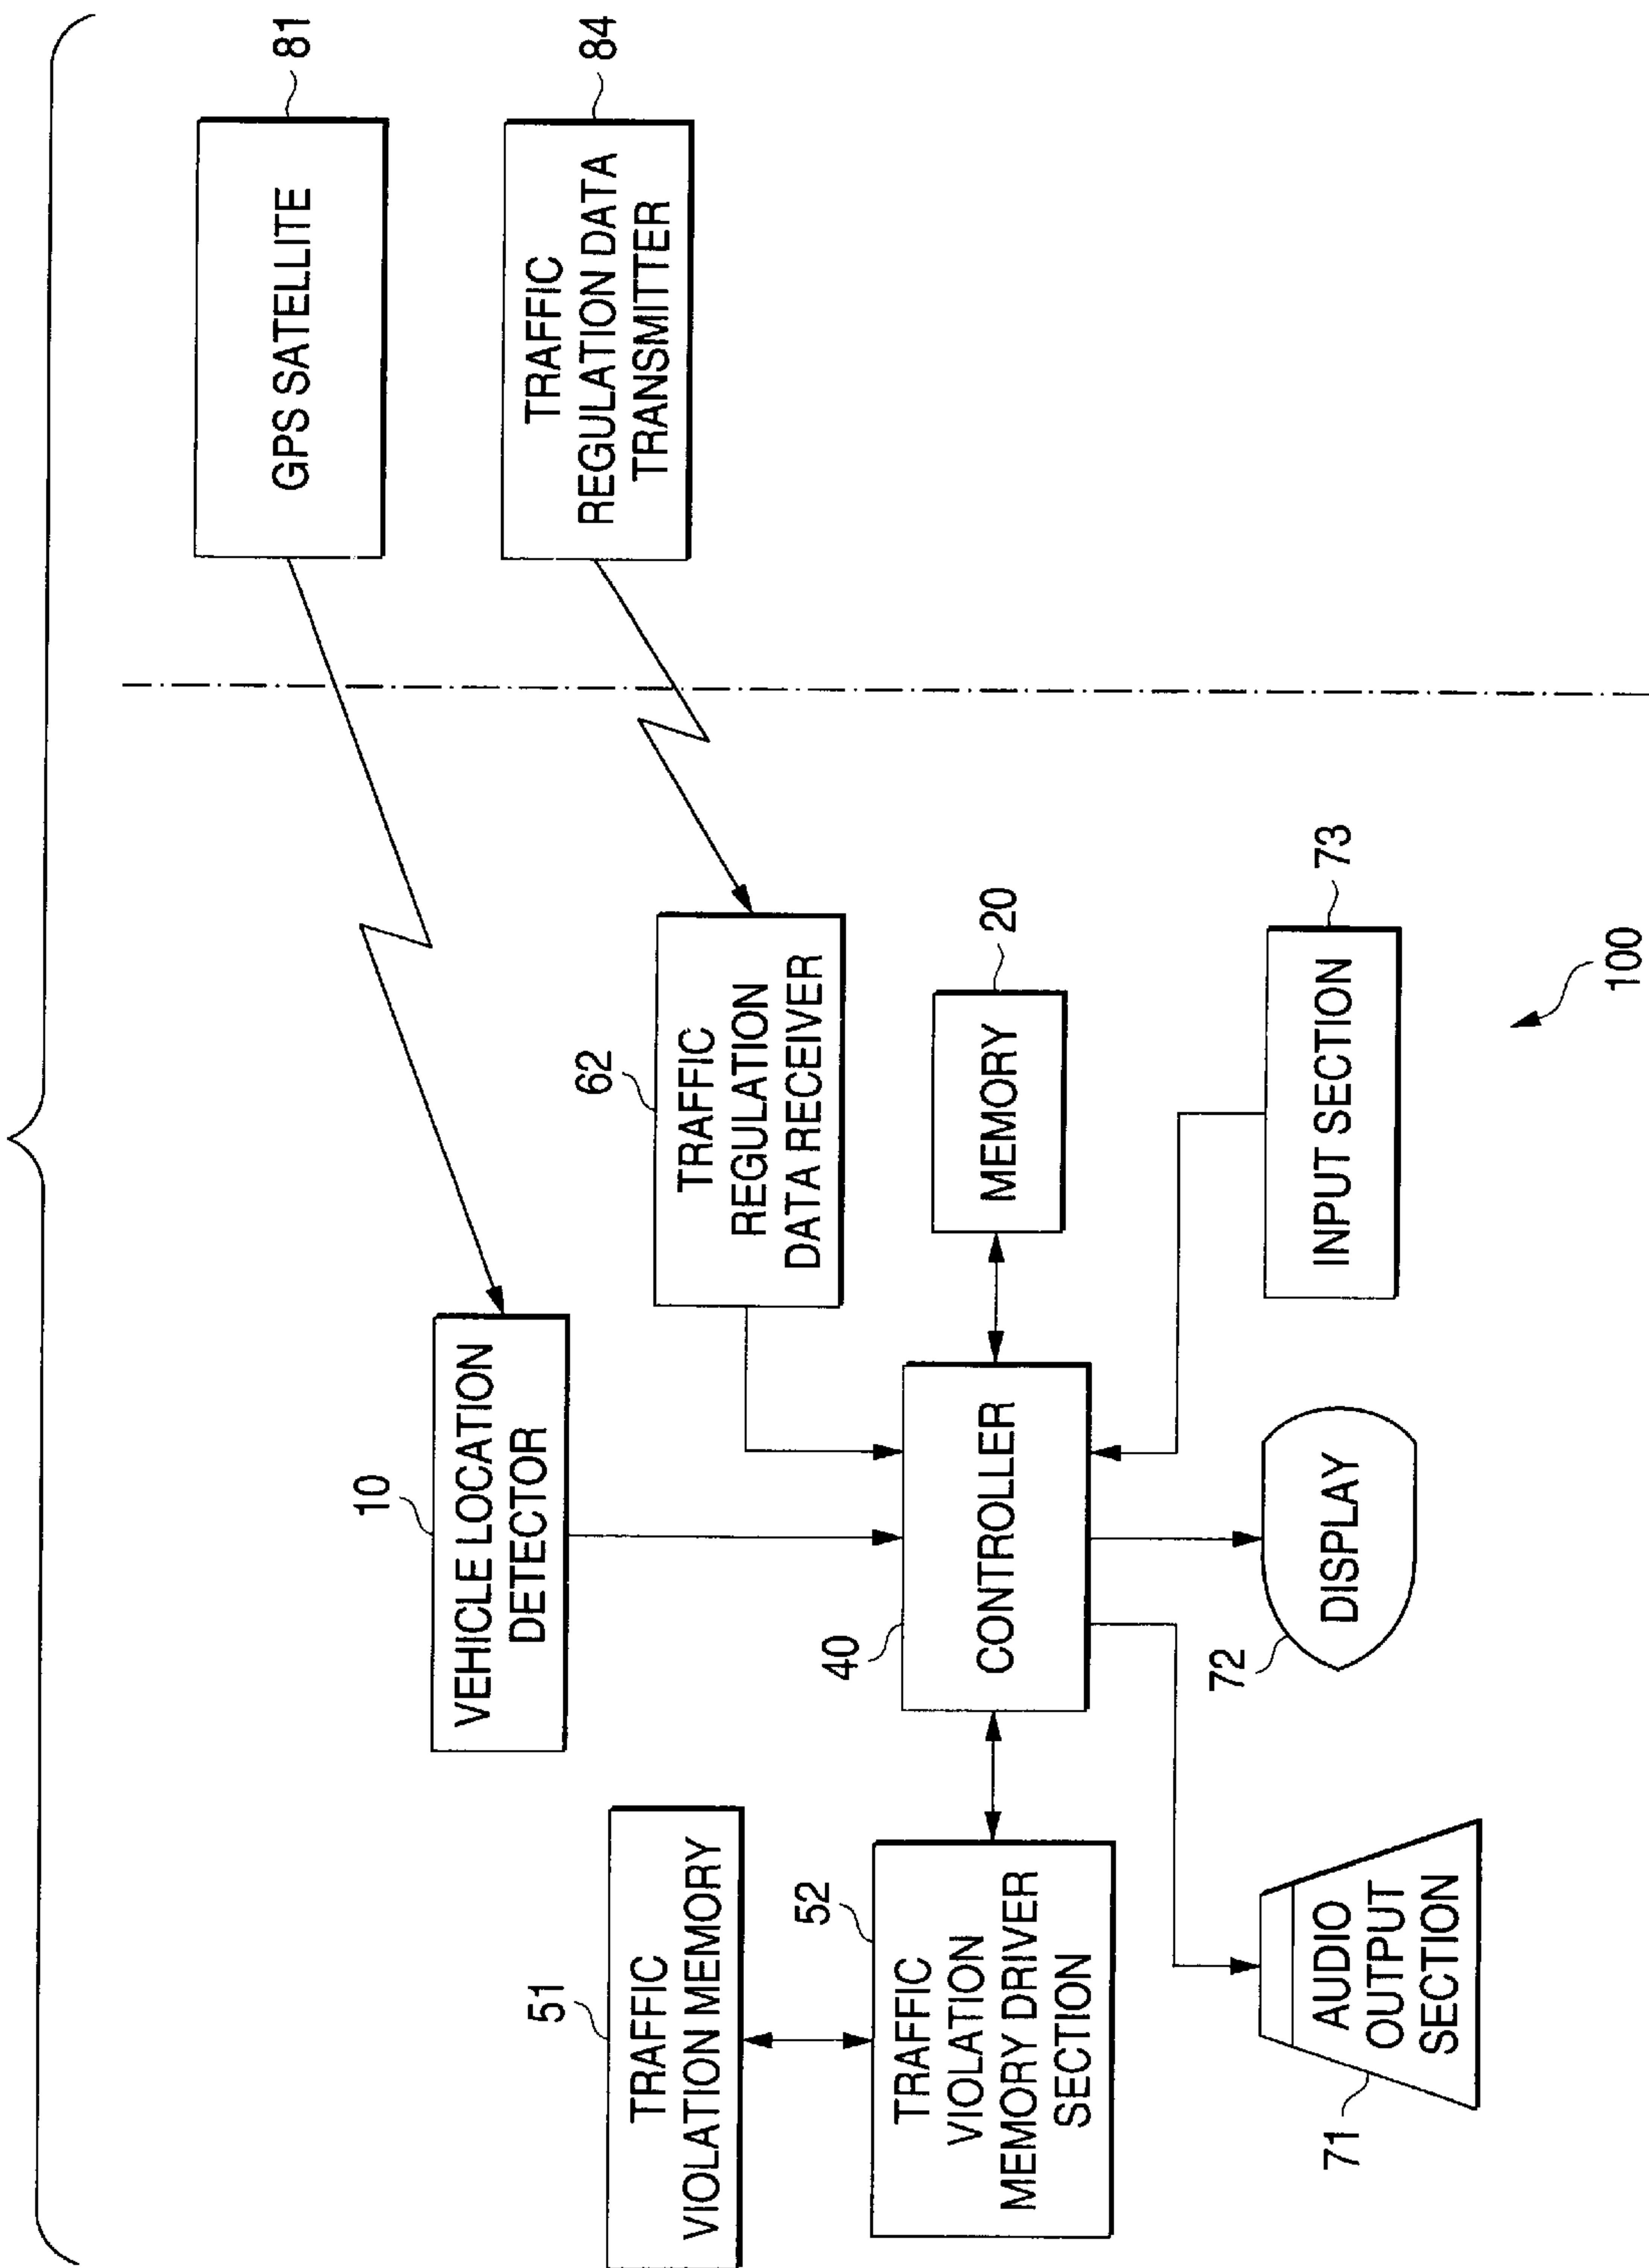 GPS SATELLITE
81
TRAFFIC
REGULATION DATA
TRANSMITTER
84
10
VEHICLE LOCATION
DETECTOR
62
TRAFFIC
REGULATION
DATA RECEIVER
51
TRAFFIC
VIOLATION MEMORY
52
TRAFFIC
VIOLATION
MEMORY DRIVER
SECTION
40
CONTROLLER
MEMORY
20
71
AUDIO
OUTPUT
SECTION
72
DISPLAY
INPUT SECTION
73
100